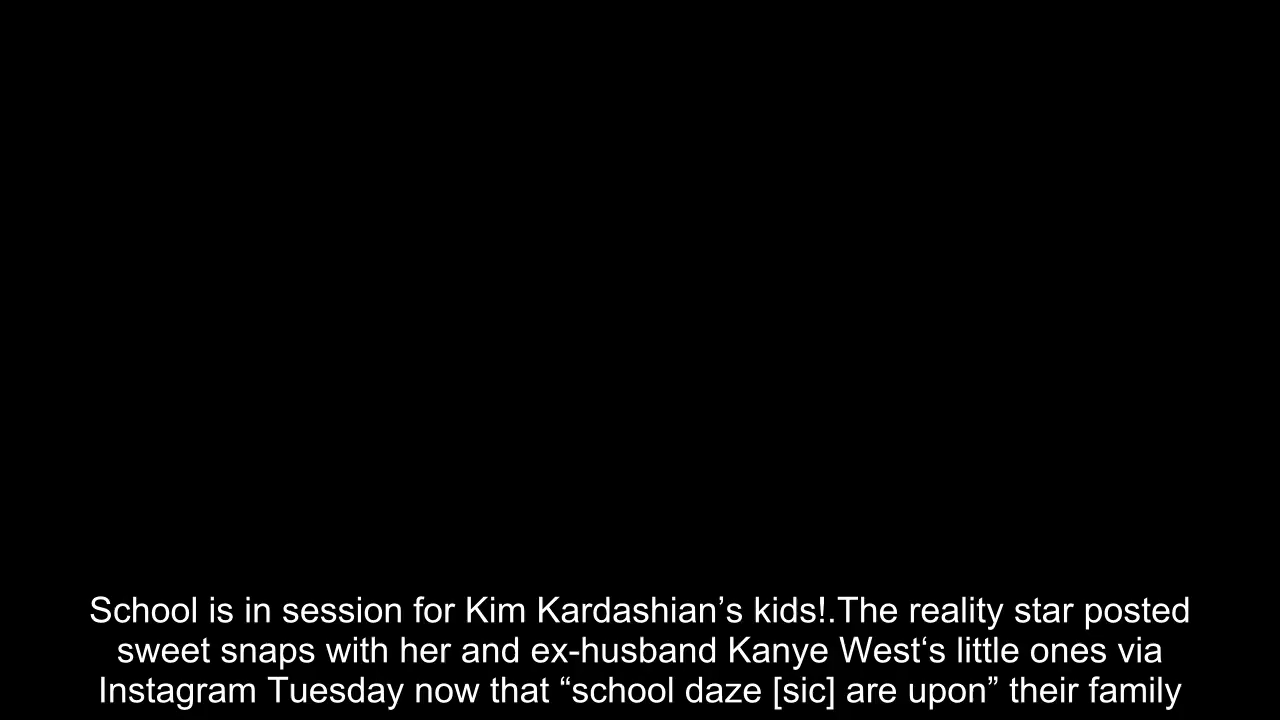 School is in session for Kim Kardashian’s kids!.The reality star posted
sweet snaps with her and ex-husband Kanye West‘s little ones via
Instagram Tuesday now that “school daze [sic] are upon” their family